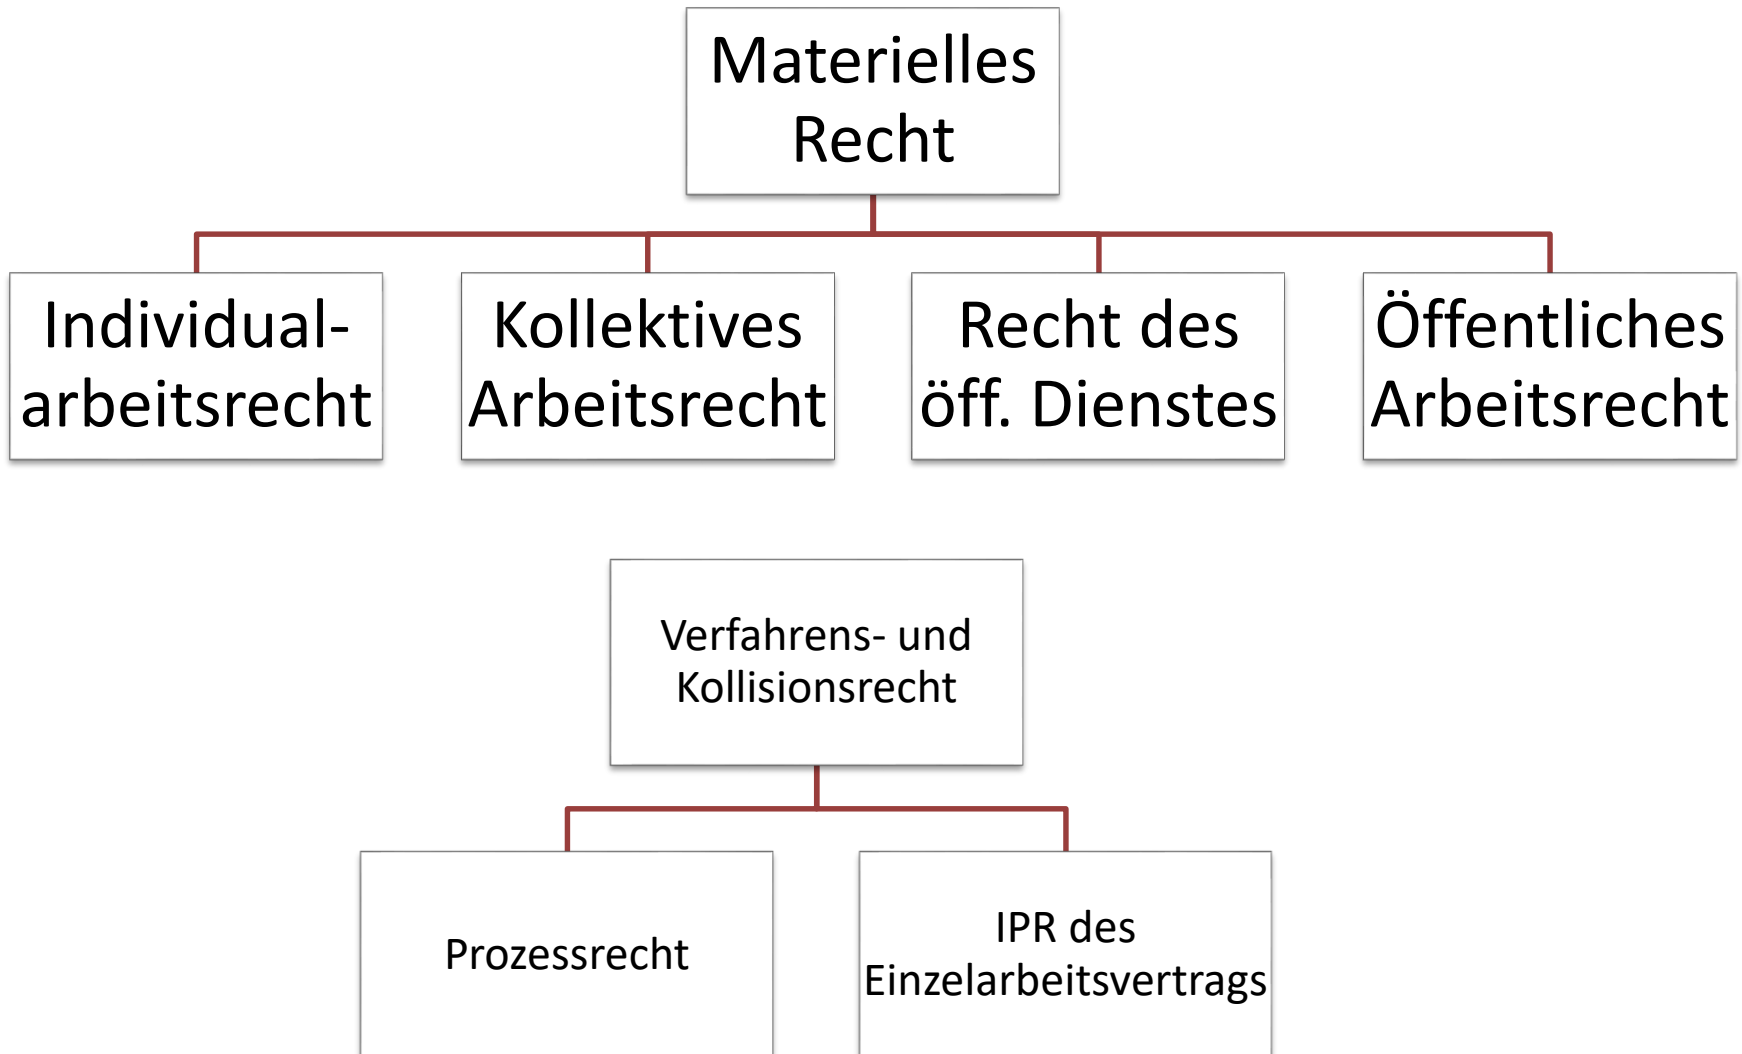 Materielles
Recht
Individual-
arbeitsrecht
Kollektives
Arbeitsrecht
Recht des
öff. Dienstes
Öffentliches
Arbeitsrecht
Verfahrens- und
Kollisionsrecht
Prozessrecht
IPR des
Einzelarbeitsvertrags